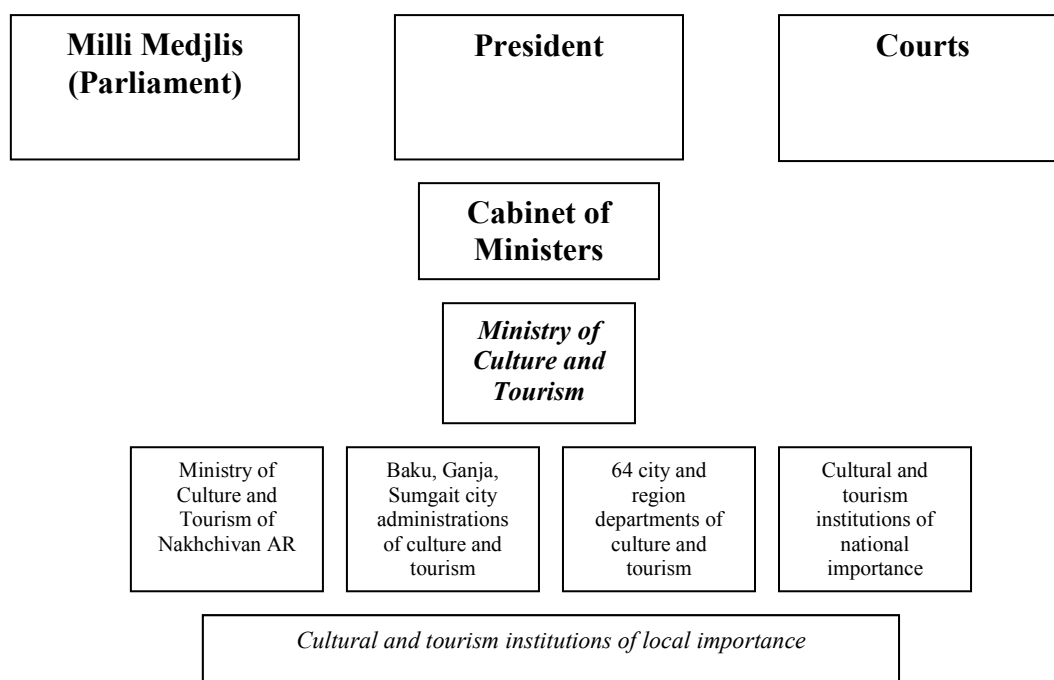 Milli Medjlis
(Parliament)
President
Courts
Cabinet of
Ministers
Ministry of
Culture and
Tourism
Ministry of
Culture and
Tourism of
Nakhchivan AR
Baku, Ganja,
Sumgait city
administrations
of culture and
tourism
64 city and
region
departments of
culture and
tourism
Cultural and
tourism
institutions of
national
importance
Cultural and tourism institutions of local importance